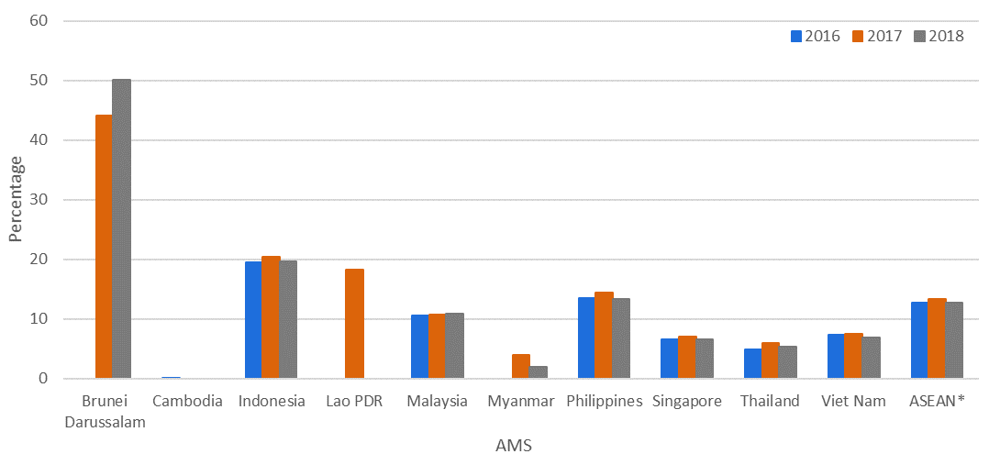 60
2016 2017 2018
50
40
30
20
10
0
Percentage
Brunei Darussalam
Cambodia
Indonesia
Lao PDR
Malaysia
Myanmar
Philippines
Singapore
Thailand
Viet Nam
ASEAN*
AMS